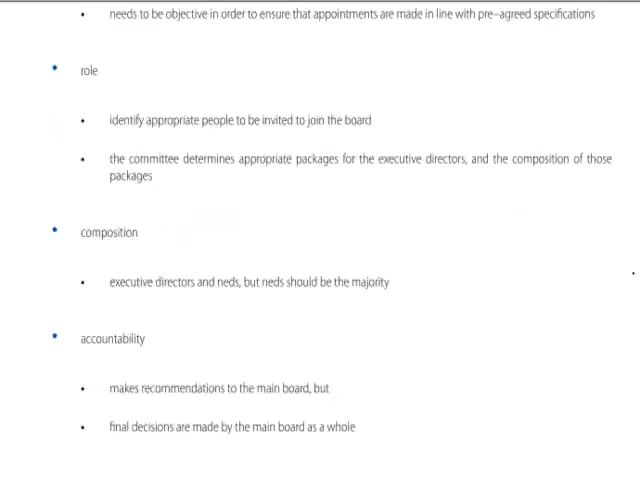 • needs to be objective in order to ensure that appointments are made in line with pre–agreed specifications
• role
• identify appropriate people to be invited to join the board
• the committee determines appropriate packages for the executive directors, and the composition of those
packages
• composition
• executive directors and neds, but neds should be the majority
• accountability
• makes recommendations to the main board, but
• final decisions are made by the main board as a whole